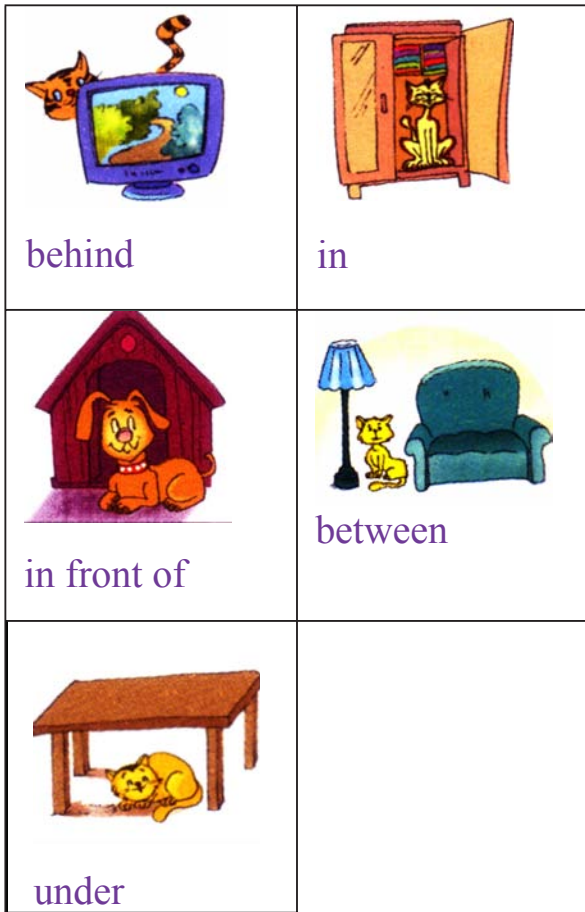 behind
in
in front of
between
under